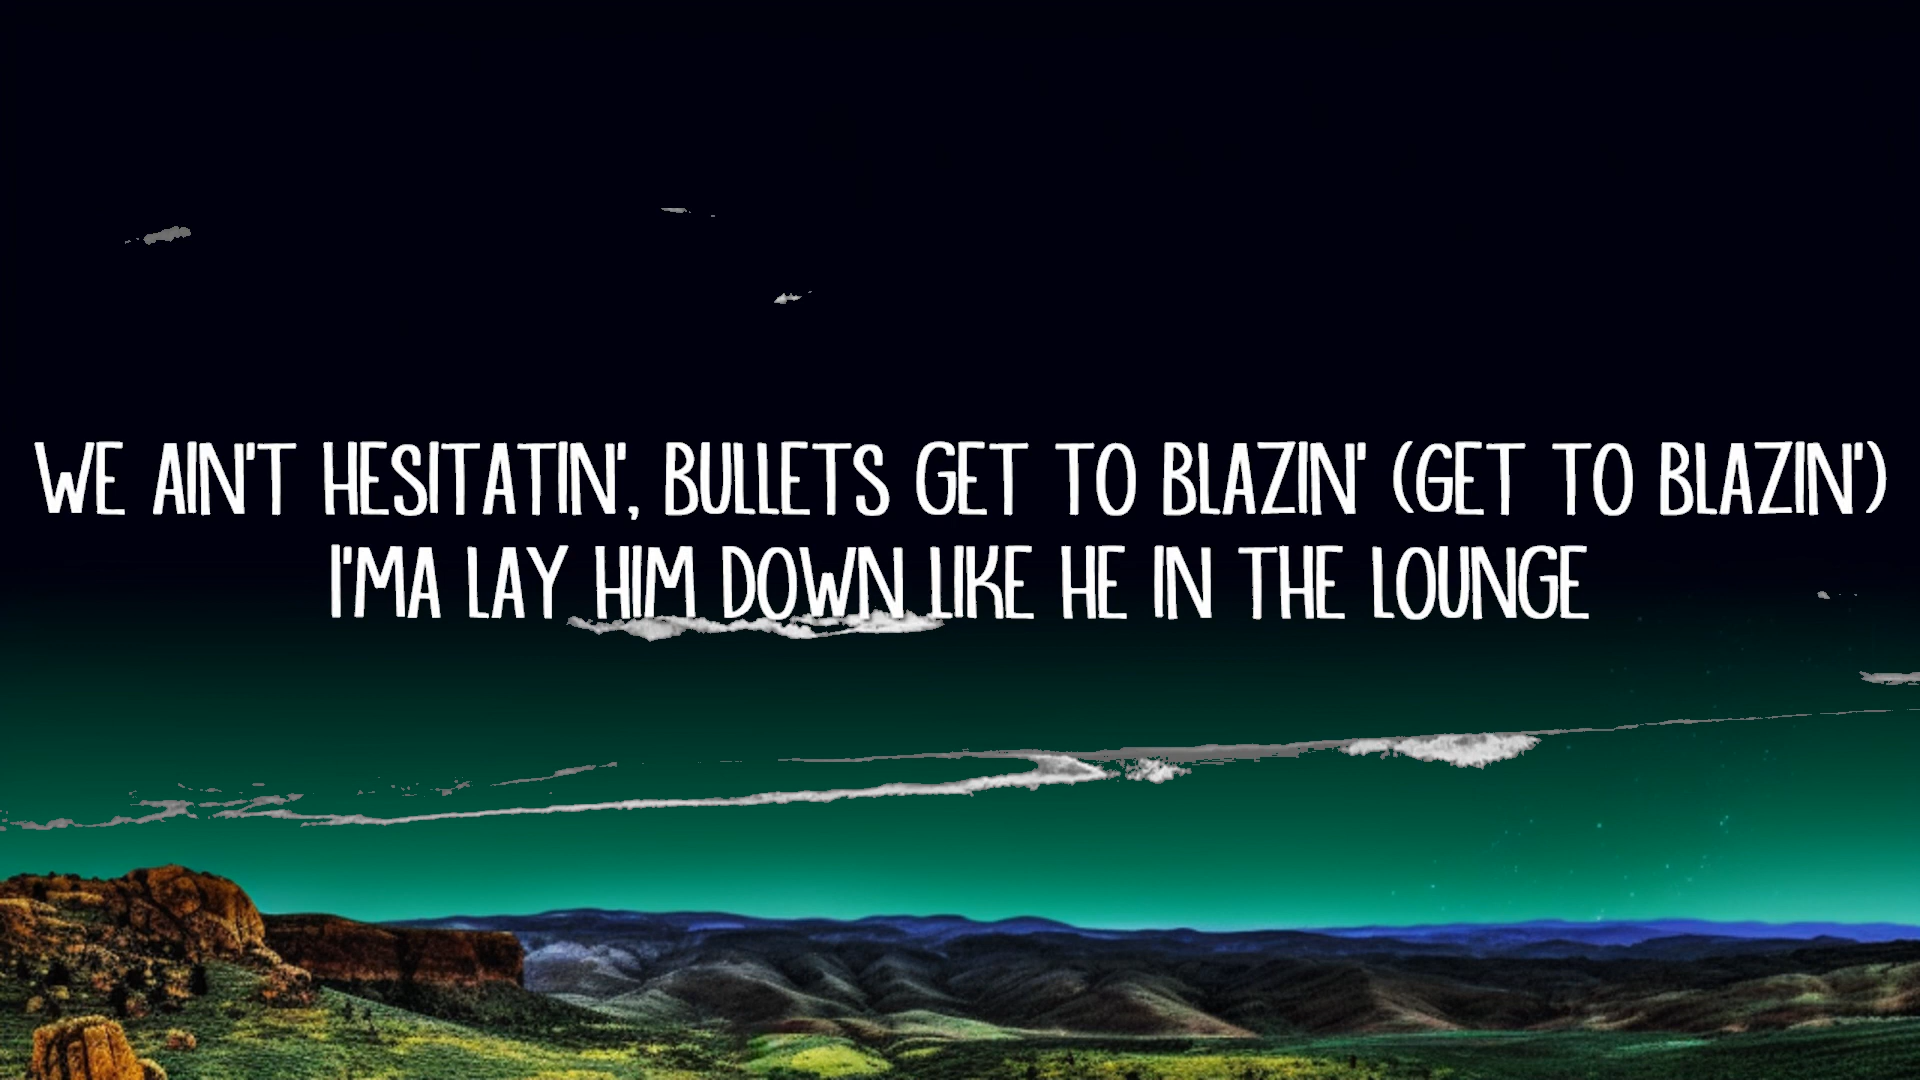 WE AIN'T HESITATIN', BULLETS GET TO BLAZIN' (GET TO BLAZIN')
I'MA LAY HIM DOWN LIKE HE IN THE LOUNGE